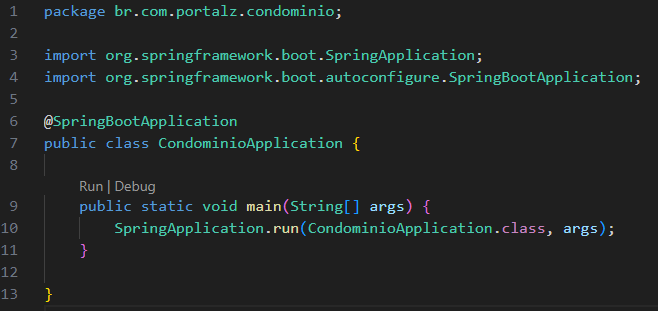 1 package br.com.portalz.condominio;
2
3 import org.springframework.boot.SpringApplication;
4 import org.springframework.boot.autoconfigure.SpringBootApplication;
5
6 @SpringBootApplication
7 public class CondominioApplication {
8
Run | Debug
9 public static void main(String[] args) {
10 SpringApplication.run(CondominioApplication.class, args);
11 }
12
13 }